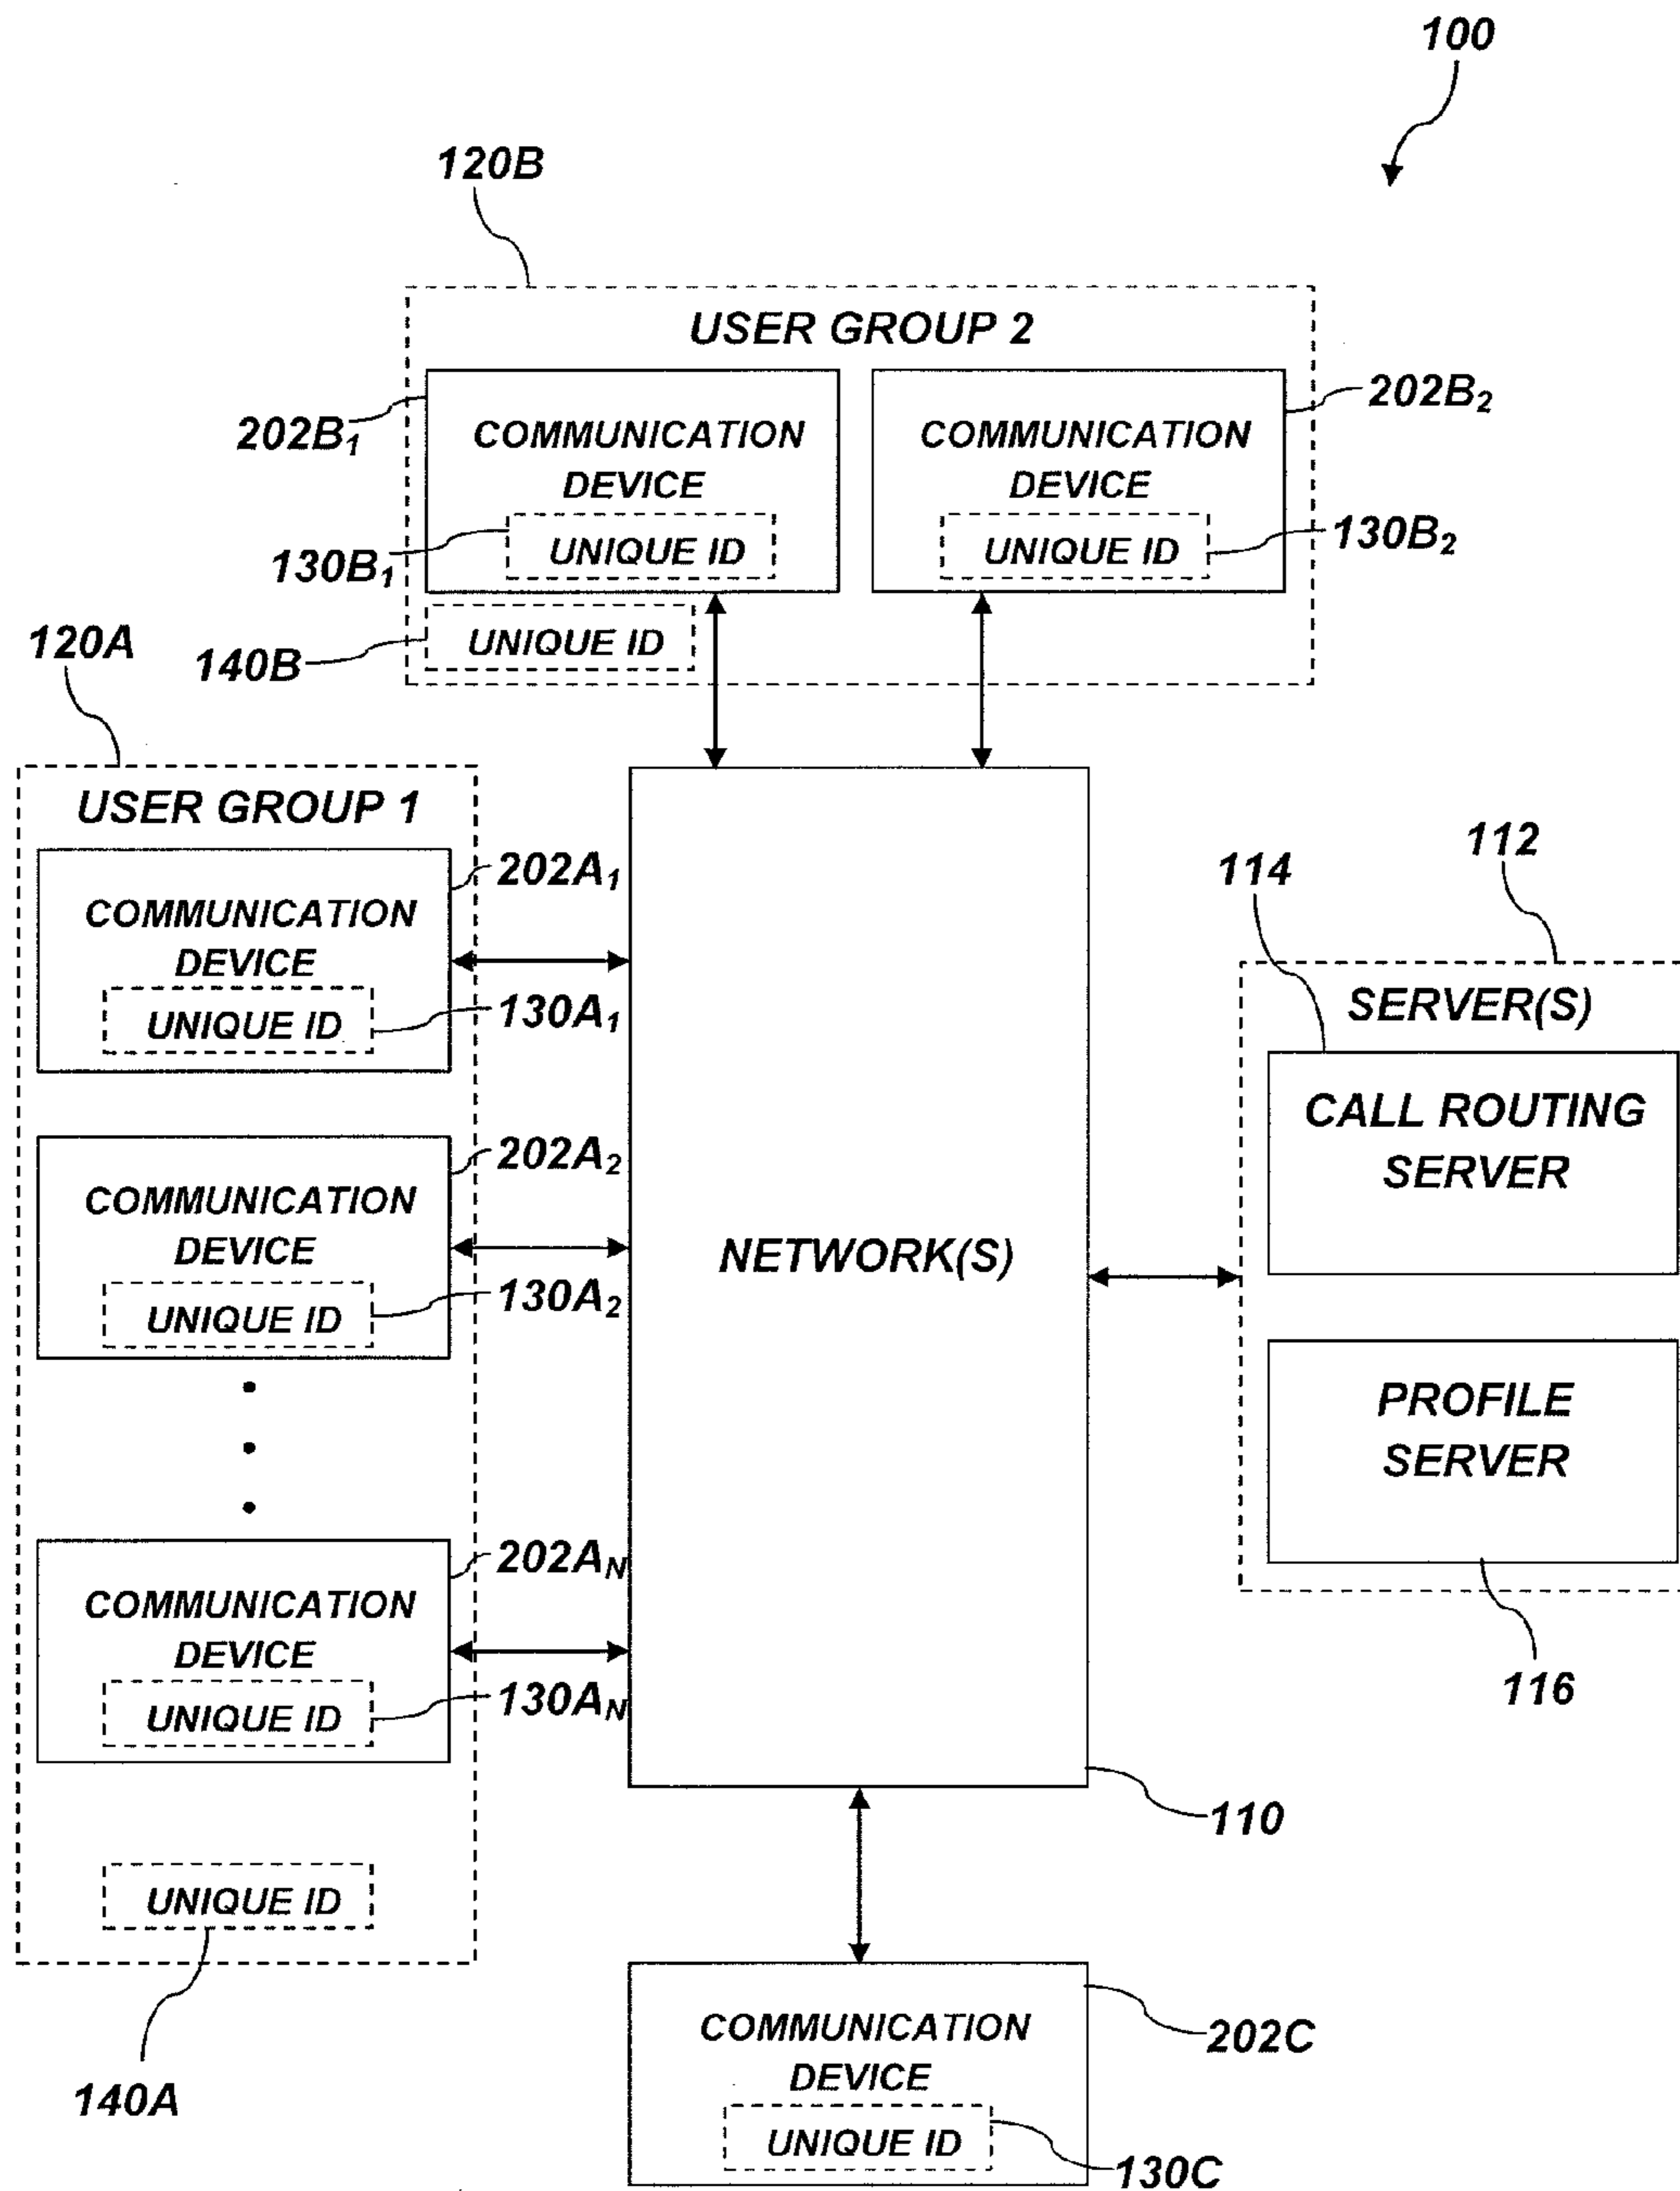 100
120B
USER GROUP 2
202B₁
COMMUNICATION
DEVICE
130B₁
UNIQUE ID
COMMUNICATION
DEVICE
202B₂
UNIQUE ID
130B₂
140B
UNIQUE ID
120A
USER GROUP 1
COMMUNICATION
DEVICE
202A₁
UNIQUE ID
130A₁
COMMUNICATION
DEVICE
202A₂
UNIQUE ID
130A₂
COMMUNICATION
DEVICE
202Aₙ
UNIQUE ID
130Aₙ
UNIQUE ID
140A
NETWORK(S)
110
112
114
SERVER(S)
CALL ROUTING
SERVER
PROFILE
SERVER
116
COMMUNICATION
DEVICE
202C
UNIQUE ID
130C